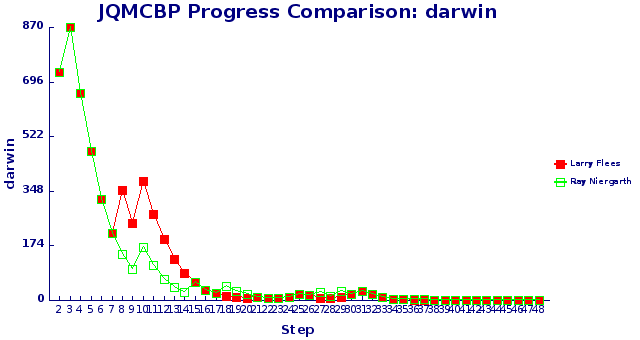 JQMCBP Progress Comparison: darwin
870
696
522
348
174
0
darwin
2 3 4 5 6 7 8 9 10 11 12 13 14 15 16 17 18 19 20 21 22 23 24 25 26 27 28 29 30 31 32 33 34 35 36 37 38 39 40 41 42 43 44 45 46 47 48
Step
Larry Flees
Ray Niergarth